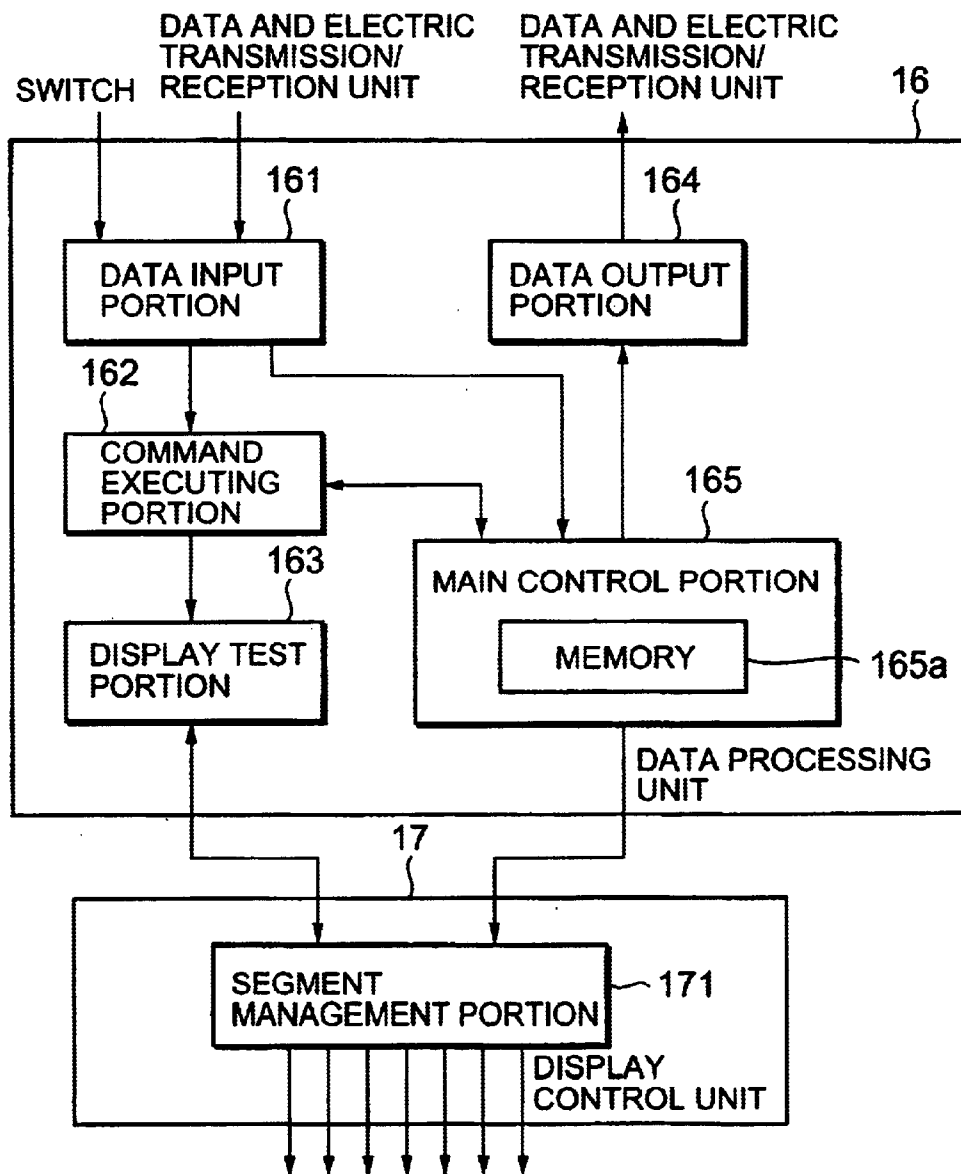 SWITCH
DATA AND ELECTRIC
TRANSMISSION/
RECEPTION UNIT
DATA AND ELECTRIC
TRANSMISSION/
RECEPTION UNIT
16
161
DATA INPUT
PORTION
164
DATA OUTPUT
PORTION
162
COMMAND
EXECUTING
PORTION
165
MAIN CONTROL PORTION
MEMORY
165a
163
DISPLAY TEST
PORTION
DATA PROCESSING
UNIT
17
SEGMENT
MANAGEMENT PORTION
171
DISPLAY
CONTROL UNIT